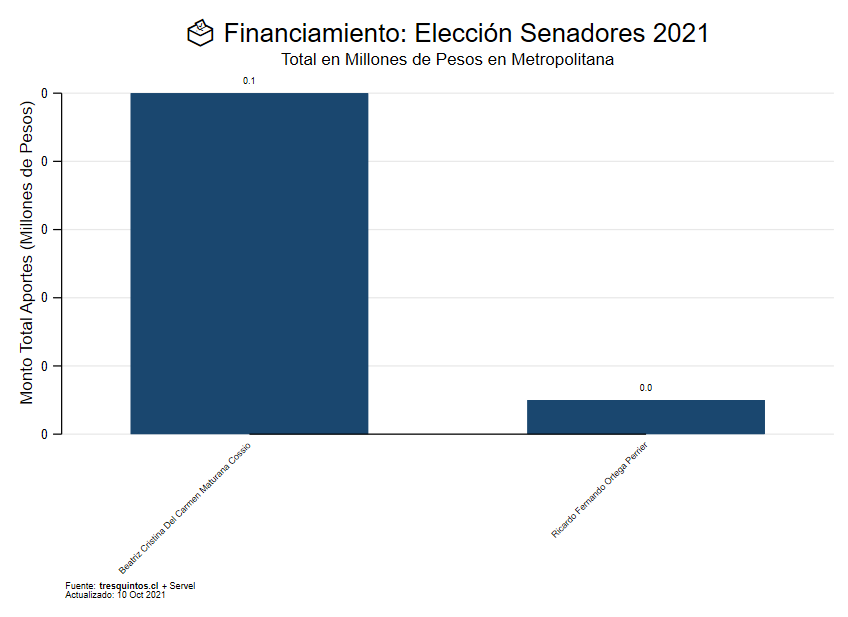 Financiamiento: Elección Senadores 2021
Total en Millones de Pesos en Metropolitana
Monto Total Aportes (Millones de Pesos)
0
0
0
0
0
0
0.1
0.0
Beatriz Cristina Del Carmen Maturana Cossio
Ricardo Fernando Ortega Perrier
Fuente: tresquintos.cl + Servel
Actualizado: 10 Oct 2021